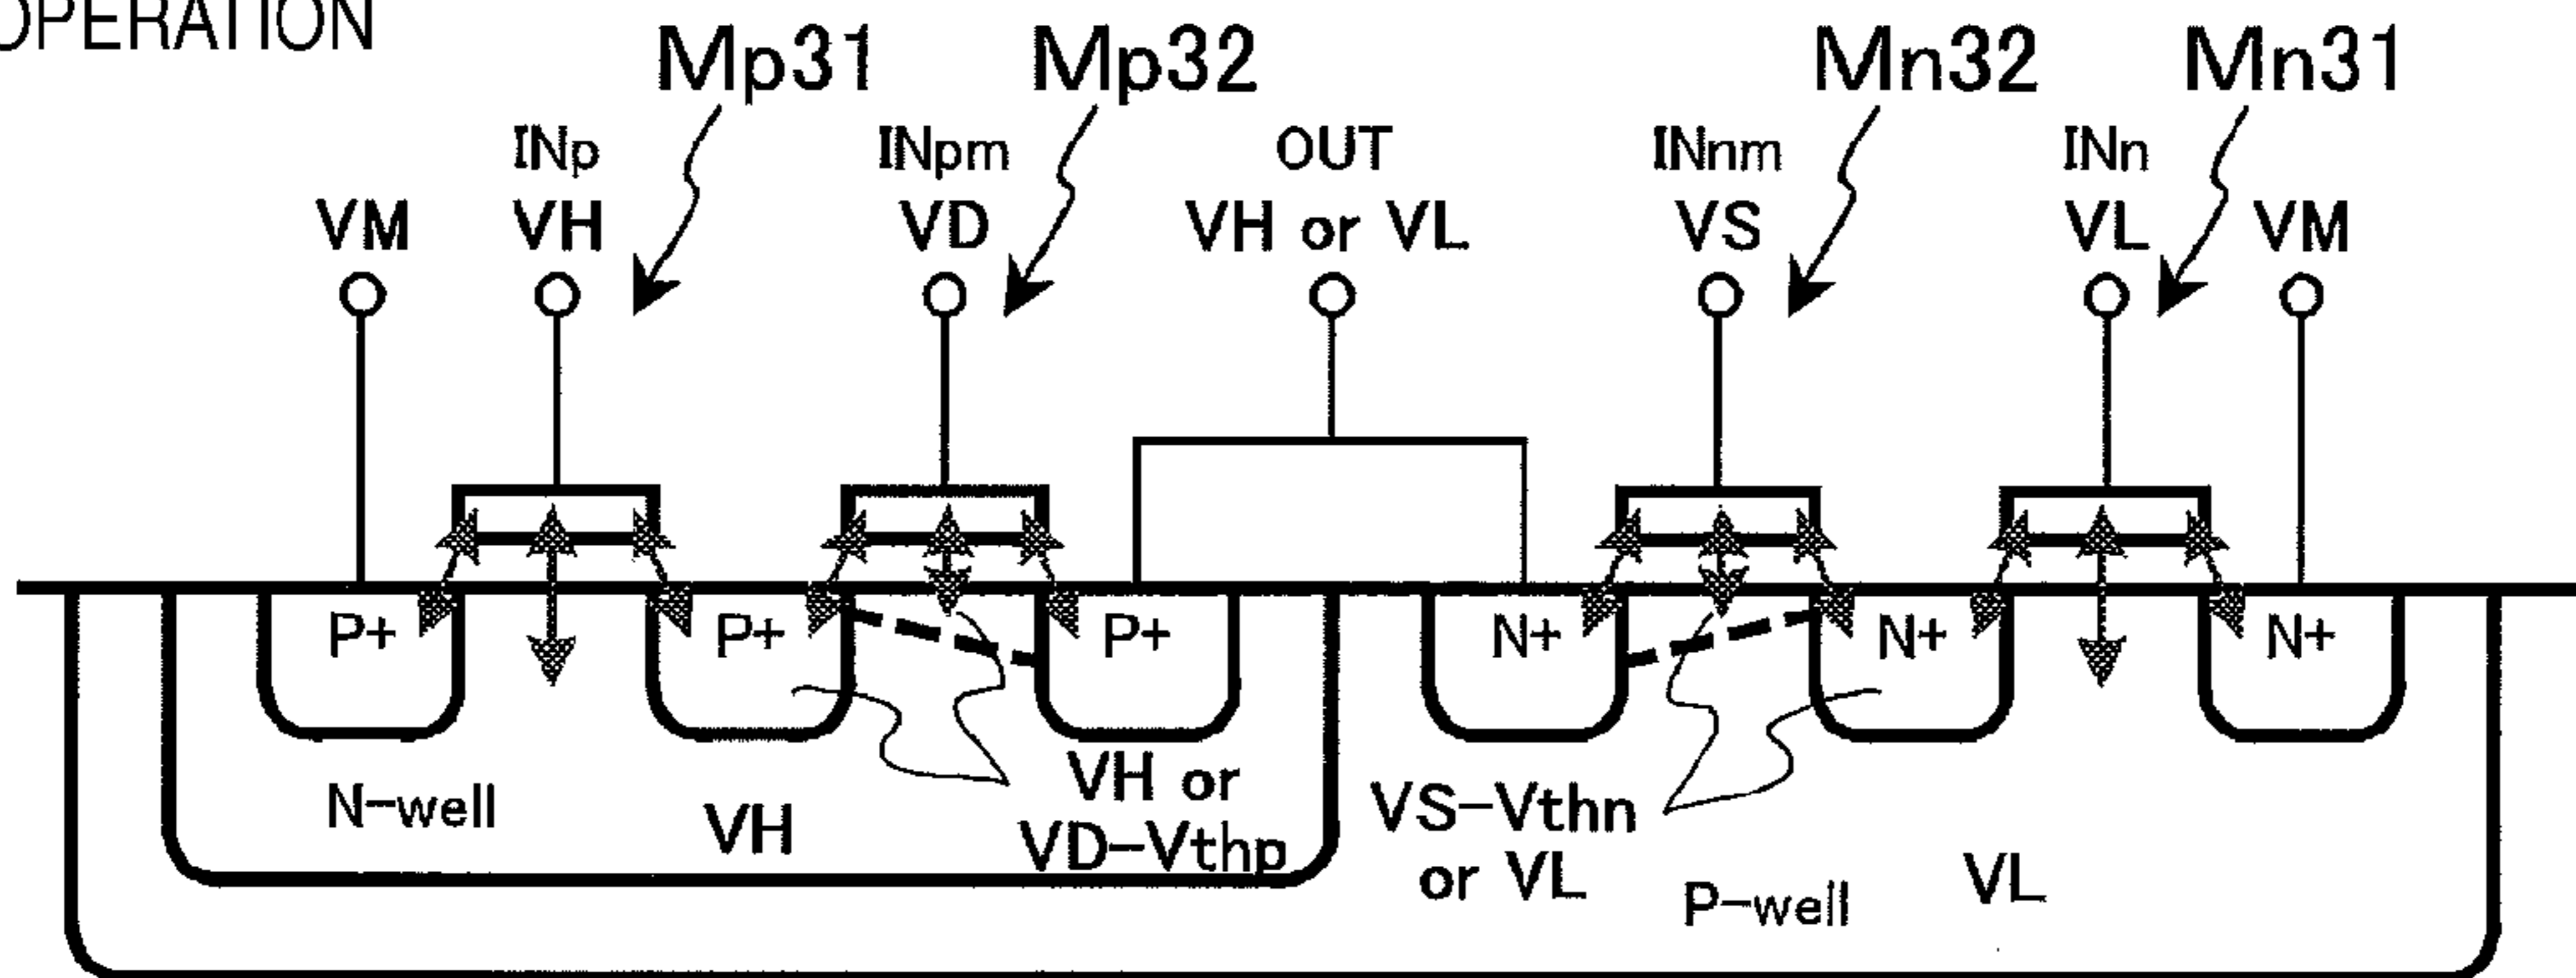 OPERATION
Mp31 Mp32 Mn32 Mn31
INp INpm OUT INnm INn
VM VH VD VH or VL VS VL VM
P+ P+ P+ N+ N+ N+
N-well VH VH or VD-Vthp VS-Vthn or VL P-well VL